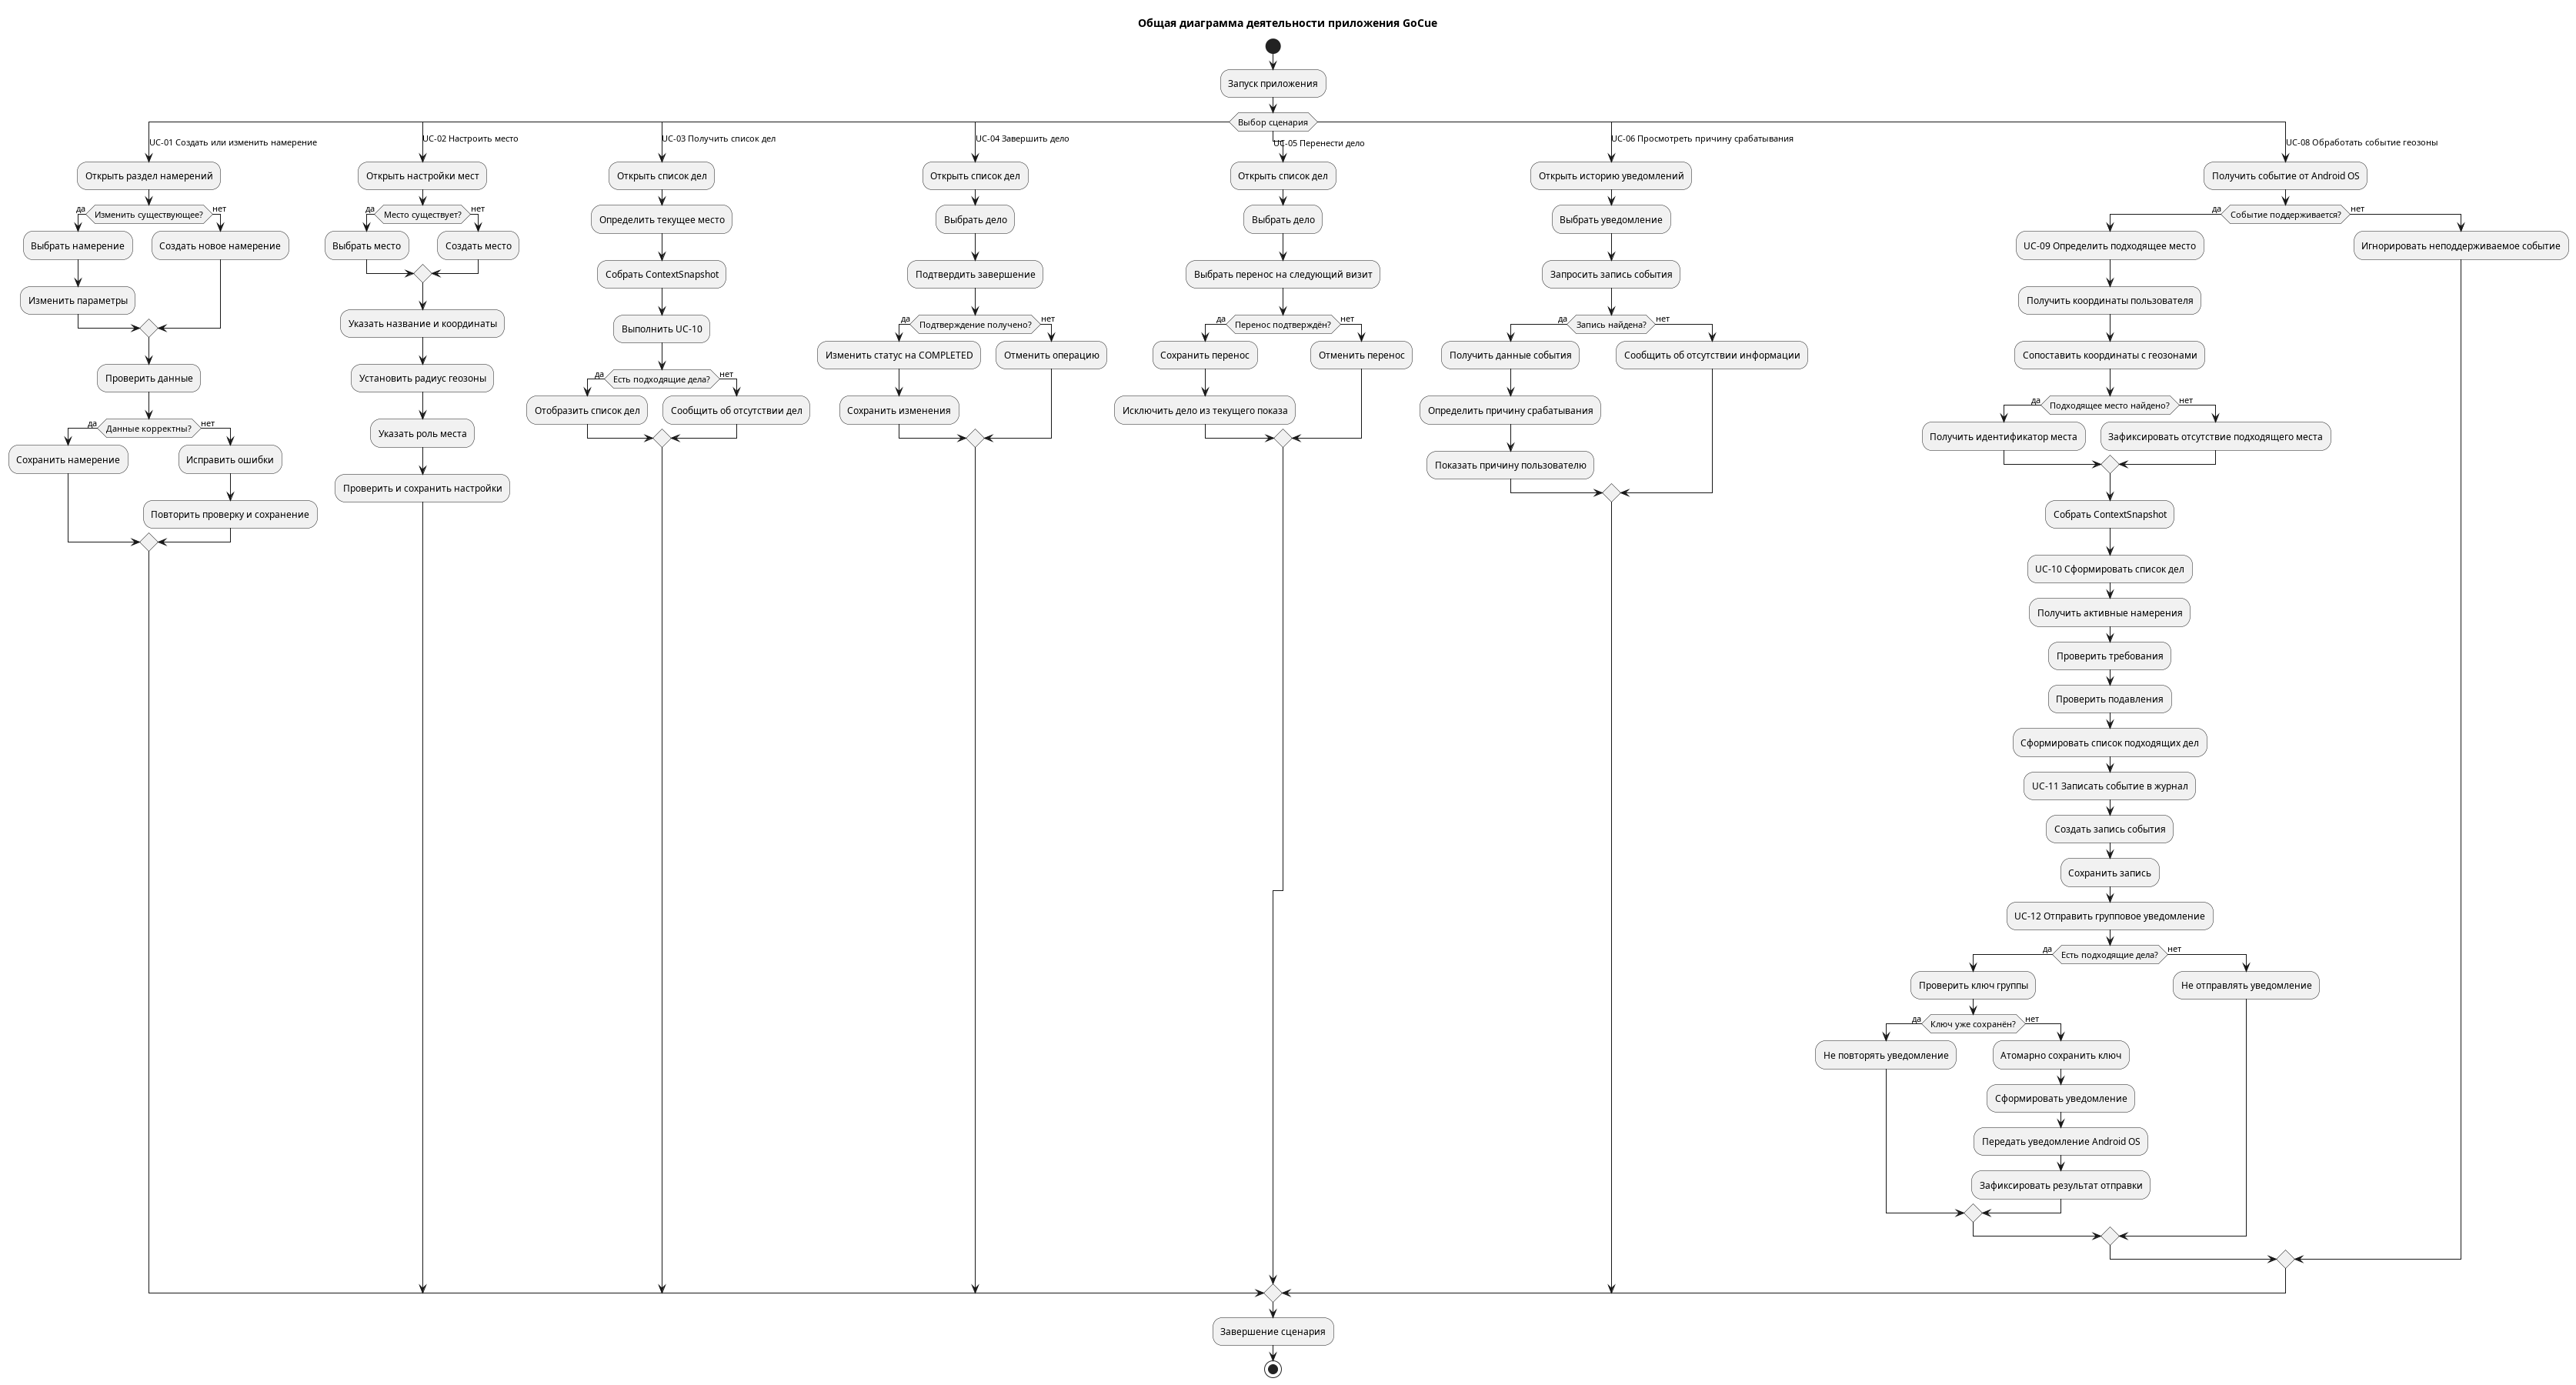 Общая диаграмма деятельности приложения GoCue
Запуск приложения
Выбор сценария
UC-01 Создать или изменить намерение
Открыть раздел намерений
Изменить существующее?
да
нет
Выбрать намерение
Изменить параметры
Создать новое намерение
Проверить данные
Данные корректны?
да
нет
Сохранить намерение
Исправить ошибки
Повторить проверку и сохранение
UC-02 Настроить место
Открыть настройки мест
Место существует?
да
нет
Выбрать место
Создать место
Указать название и координаты
Установить радиус геозоны
Указать роль места
Проверить и сохранить настройки
UC-03 Получить список дел
Открыть список дел
Определить текущее место
Собрать ContextSnapshot
Выполнить UC-10
Есть подходящие дела?
да
нет
Отобразить список дел
Сообщить об отсутствии дел
UC-04 Завершить дело
Открыть список дел
Выбрать дело
Подтвердить завершение
Подтверждение получено?
да
нет
Изменить статус на COMPLETED
Сохранить изменения
Отменить операцию
UC-05 Перенести дело
Открыть список дел
Выбрать дело
Выбрать перенос на следующий визит
Перенос подтверждён?
да
нет
Сохранить перенос
Исключить дело из текущего показа
Отменить перенос
UC-06 Просмотреть причину срабатывания
Открыть историю уведомлений
Выбрать уведомление
Запросить запись события
Запись найдена?
да
нет
Получить данные события
Определить причину срабатывания
Показать причину пользователю
Сообщить об отсутствии информации
UC-08 Обработать событие геозоны
Получить событие от Android OS
Событие поддерживается?
да
нет
UC-09 Определить подходящее место
Получить координаты пользователя
Сопоставить координаты с геозонами
Подходящее место найдено?
да
нет
Получить идентификатор места
Зафиксировать отсутствие подходящего места
Собрать ContextSnapshot
UC-10 Сформировать список дел
Получить активные намерения
Проверить требования
Проверить подавления
Сформировать список подходящих дел
UC-11 Записать событие в журнал
Создать запись события
Сохранить запись
UC-12 Отправить групповое уведомление
Есть подходящие дела?
да
нет
Проверить ключ группы
Ключ уже сохранён?
да
нет
Не повторять уведомление
Атомарно сохранить ключ
Сформировать уведомление
Передать уведомление Android OS
Зафиксировать результат отправки
Не отправлять уведомление
Игнорировать неподдерживаемое событие
Завершение сценария